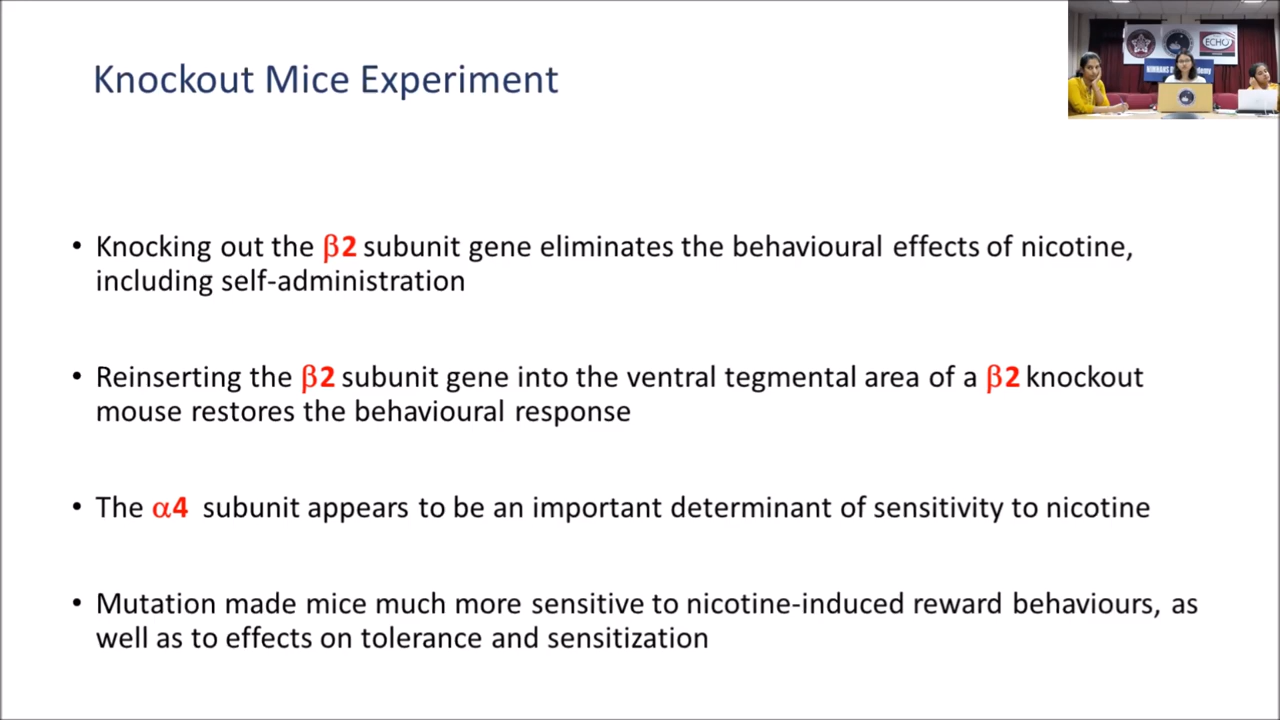 Knockout Mice Experiment
ECHO
• Knocking out the β2 subunit gene eliminates the behavioural effects of nicotine,
including self-administration
• Reinserting the β2 subunit gene into the ventral tegmental area of a β2 knockout
mouse restores the behavioural response
• The α4 subunit appears to be an important determinant of sensitivity to nicotine
• Mutation made mice much more sensitive to nicotine-induced reward behaviours, as
well as to effects on tolerance and sensitization